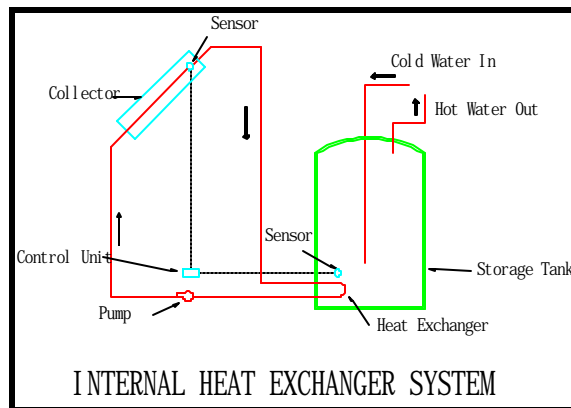 Sensor
Cold Water In
Collector
Hot Water Out
Sensor
Control Unit
Storage Tank
Pump
Heat Exchanger
INTERNAL HEAT EXCHANGER SYSTEM